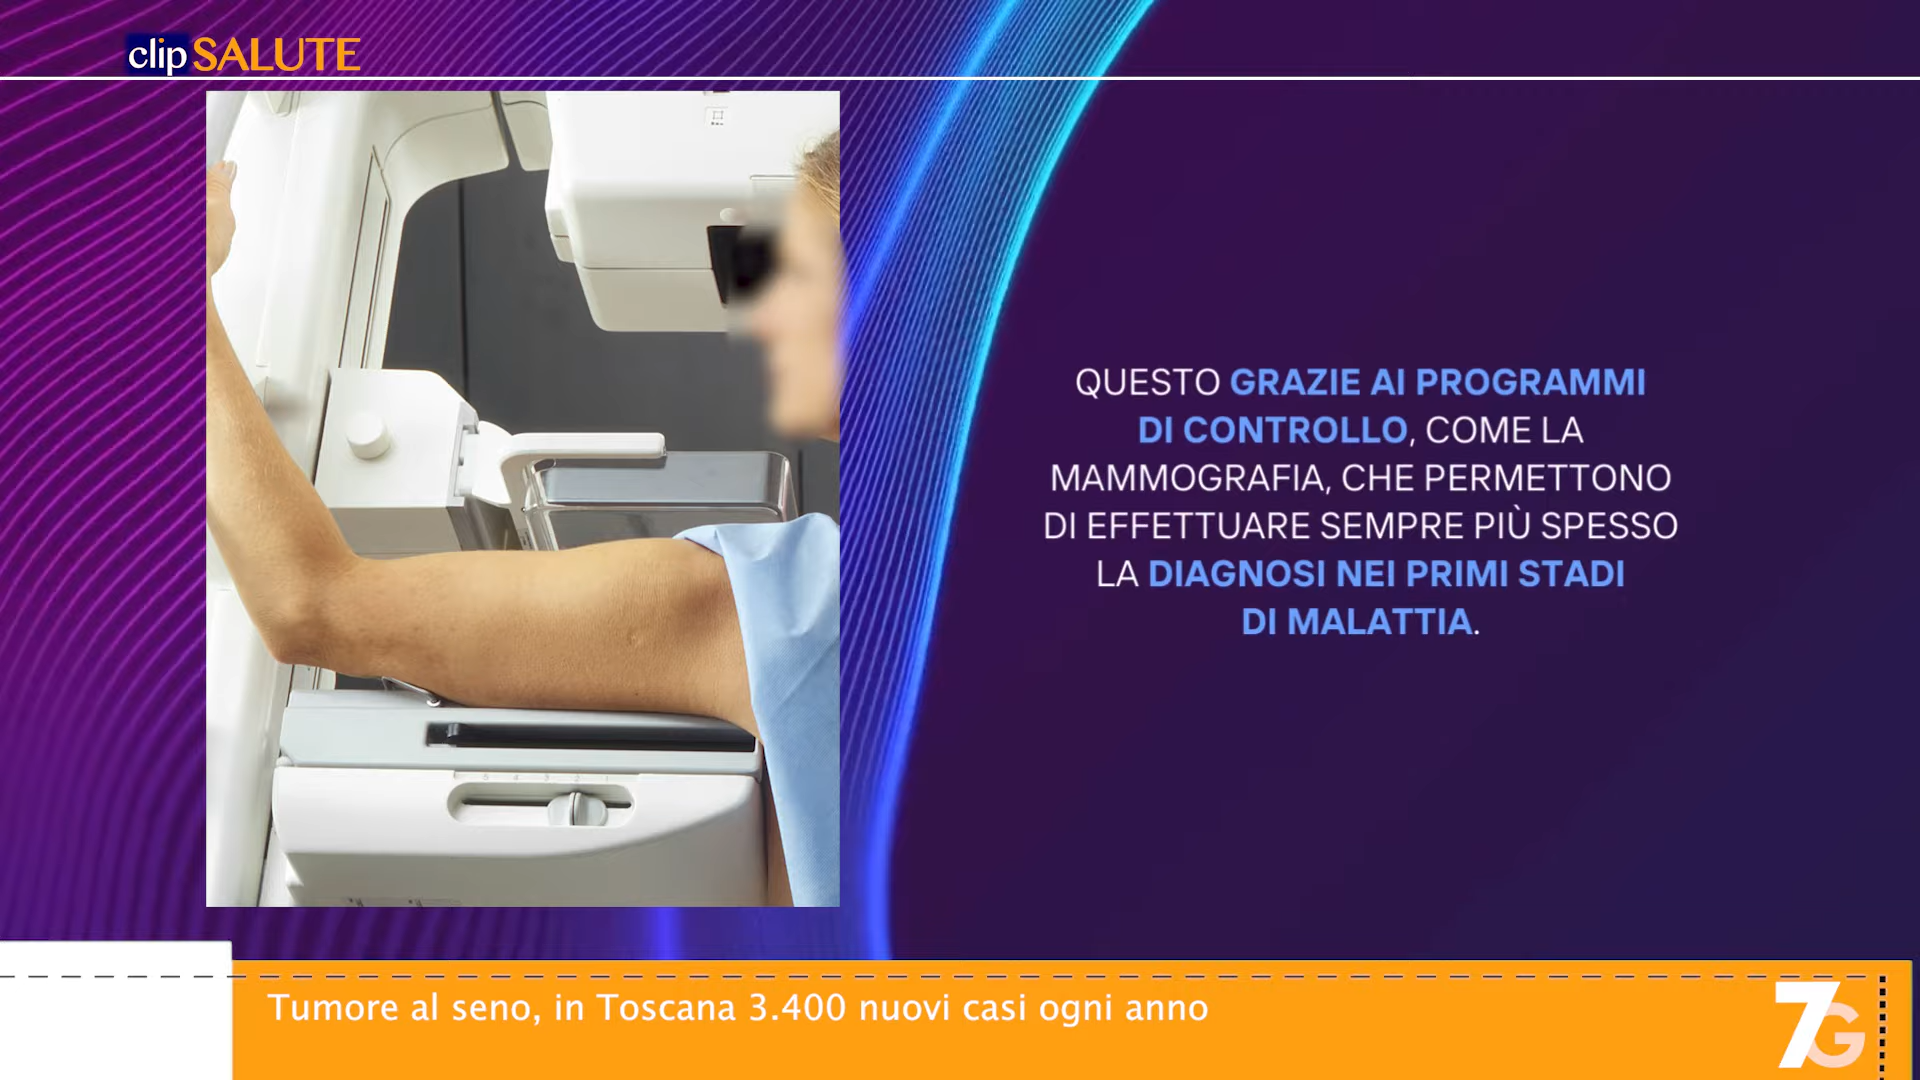 clip SALUTE
QUESTO GRAZIE AI PROGRAMMI
DI CONTROLLO, COME LA
MAMMOGRAFIA, CHE PERMETTONO
DI EFFETTUARE SEMPRE PIÙ SPESSO
LA DIAGNOSI NEI PRIMI STADI
DI MALATTIA.
Tumore al seno, in Toscana 3.400 nuovi casi ogni anno
7G